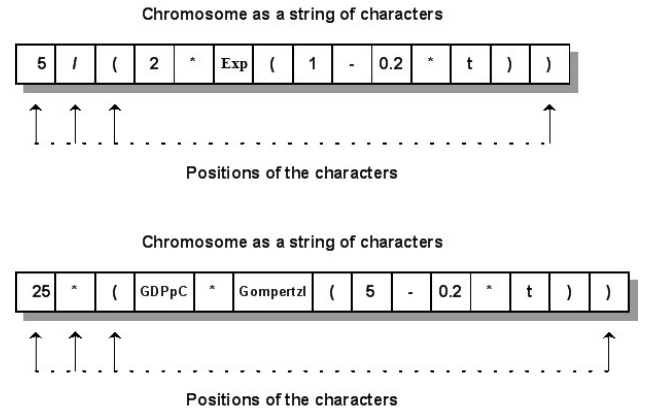 Chromosome as a string of characters
5 / ( 2 * Exp ( 1 - 0.2 * t ) )
Positions of the characters
Chromosome as a string of characters
25 * ( GDPpC * Gompertzl ( 5 - 0.2 * t ) )
Positions of the characters